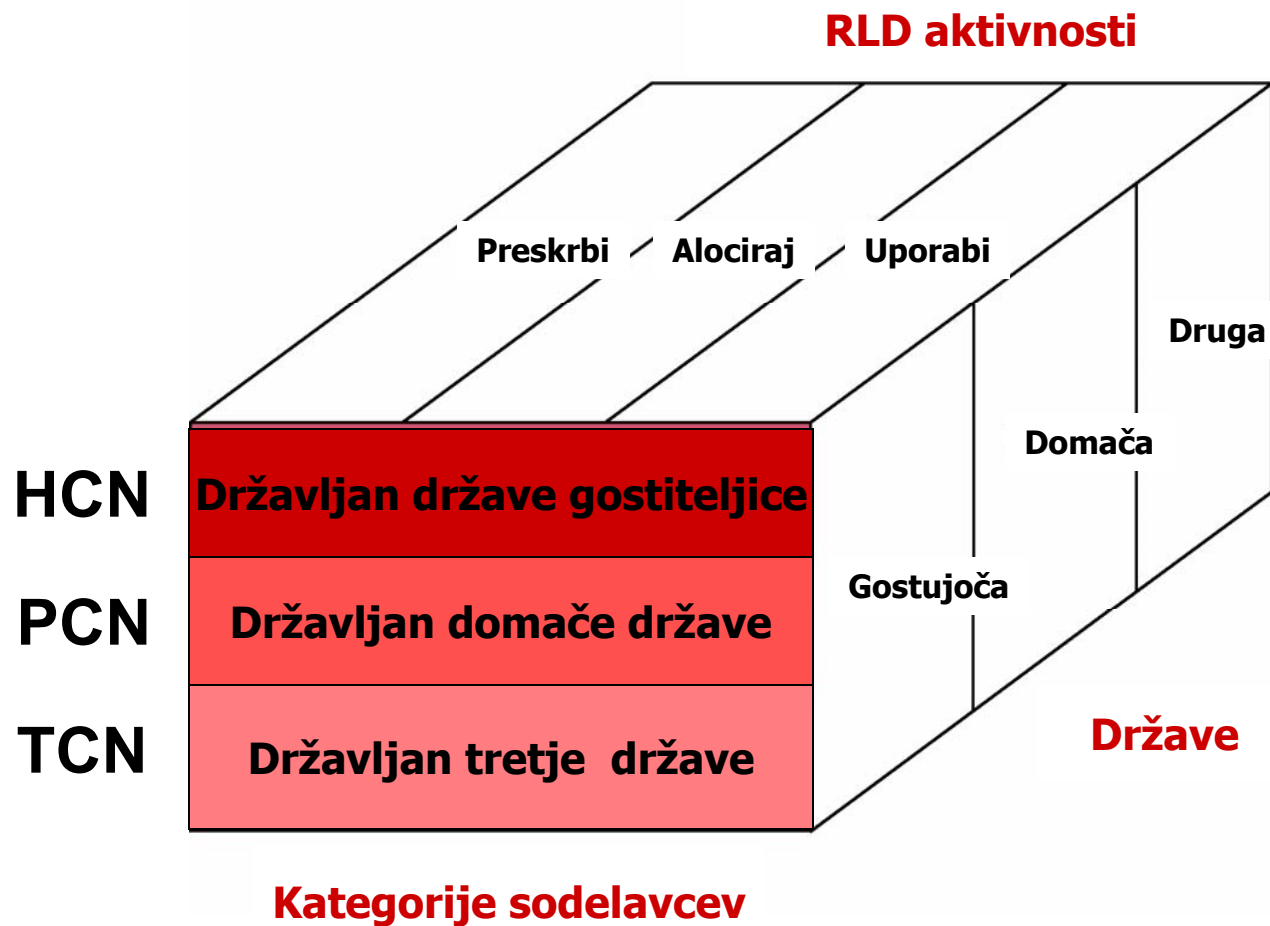 RLD aktivnosti
Preskrbi Alociraj Uporabi
Druga
Domača
HCN Državljan države gostiteljice
Gostujoča
PCN Državljan domače države
Države
TCN Državljan tretje države
Kategorije sodelavcev